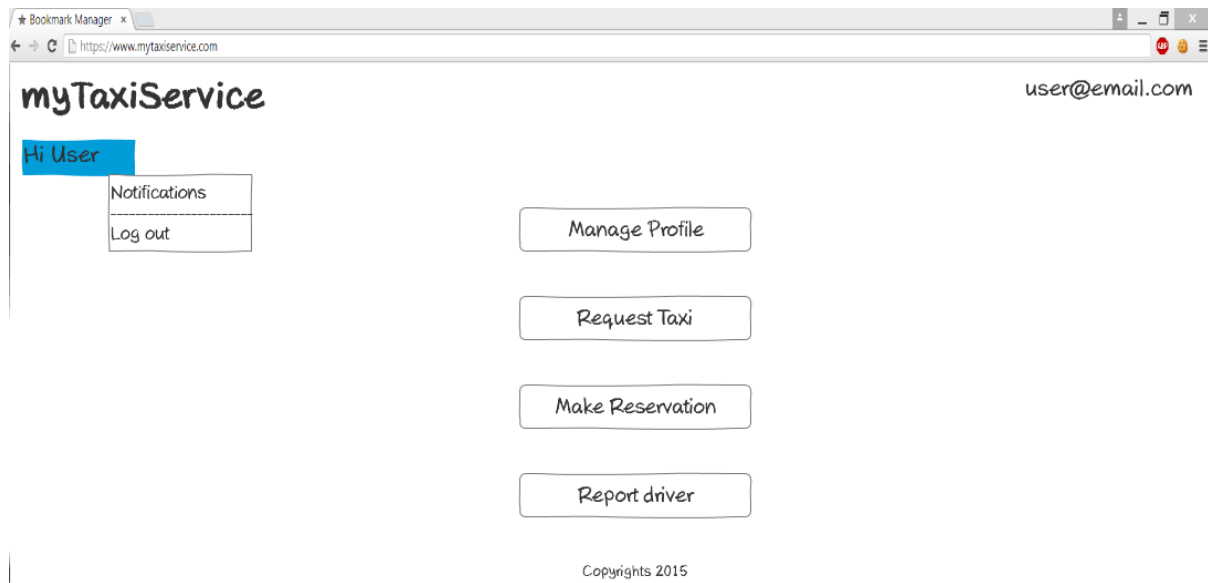 Bookmark Manager
https://www.mytaxiservice.com
myTaxiService
user@email.com
Hi User
Notifications
Log out
Manage Profile
Request Taxi
Make Reservation
Report driver
Copyrights 2015